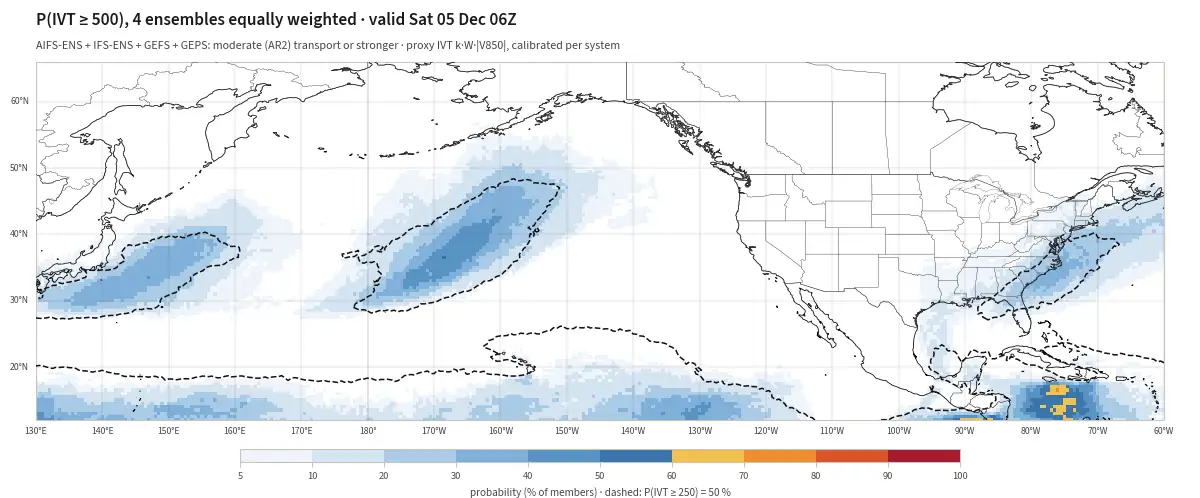 P(IVT ≥ 500), 4 ensembles equally weighted · valid Sat 05 Dec 06Z
AIFS-ENS + IFS-ENS + GEFS + GEPS: moderate (AR2) transport or stronger · proxy IVT k·W·|V850|, calibrated per system
60°N
50°N
40°N
30°N
20°N
130°E 140°E 150°E 160°E 170°E 180° 170°W 160°W 150°W 140°W 130°W 120°W 110°W 100°W 90°W 80°W 70°W 60°W
5 10 20 30 40 50 60 70 80 90 100
probability (% of members) · dashed: P(IVT ≥ 250) = 50 %